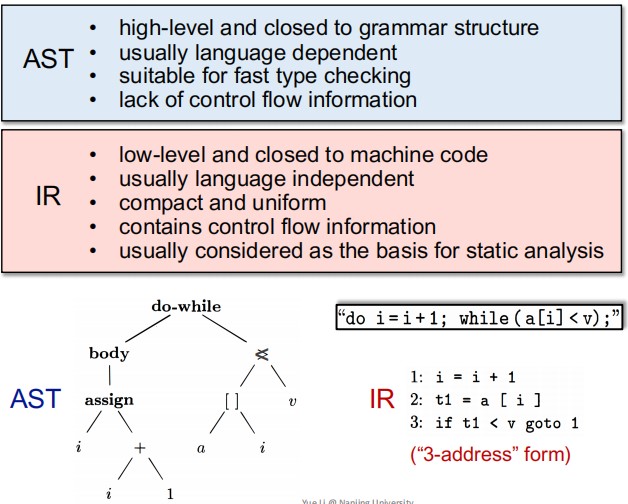 AST
• high-level and closed to grammar structure
• usually language dependent
• suitable for fast type checking
• lack of control flow information
IR
• low-level and closed to machine code
• usually language independent
• compact and uniform
• contains control flow information
• usually considered as the basis for static analysis
“do i=i+1; while(a[i]<v);”
AST
do-while
body
<
assign
[ ]
v
i
+
a
i
i
1
IR
1: i = i + 1
2: t1 = a [ i ]
3: if t1 < v goto 1
(“3-address” form)
Yue Li @ Nanjing University